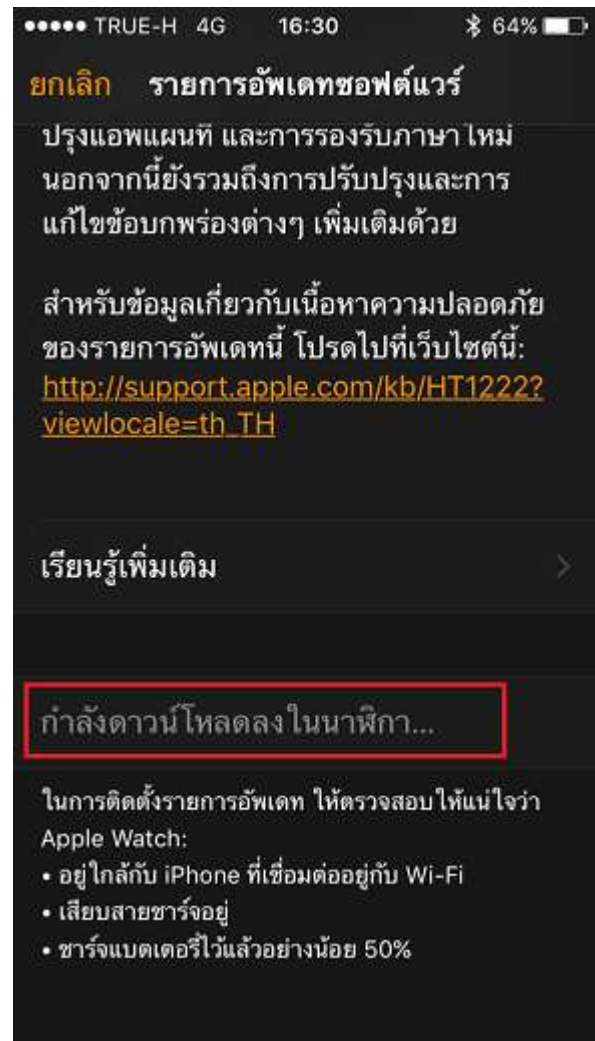 TRUE-H 4G 16:30 64%
ยกเลิก รายการอัพเดทซอฟต์แวร์
ปรุงแอพแผนที่ และการรองรับภาษาใหม่
นอกจากนี้ยังรวมถึงการปรับปรุงและการ
แก้ไขข้อบกพร่องต่างๆ เพิ่มเติมด้วย
สำหรับข้อมูลเกี่ยวกับเนื้อหาความปลอดภัย
ของรายการอัพเดทนี้ โปรดไปที่เว็บไซต์นี้:
http://support.apple.com/kb/HT1222?
viewlocale=th_TH
เรียนรู้เพิ่มเติม
กำลังดาวน์โหลดลงในนาฬิกา...
ในการติดตั้งรายการอัพเดท ให้ตรวจสอบให้แน่ใจว่า
Apple Watch:
• อยู่ใกล้กับ iPhone ที่เชื่อมต่ออยู่กับ Wi-Fi
• เสียบสายชาร์จอยู่
• ชาร์จแบตเตอรี่ไว้แล้วอย่างน้อย 50%